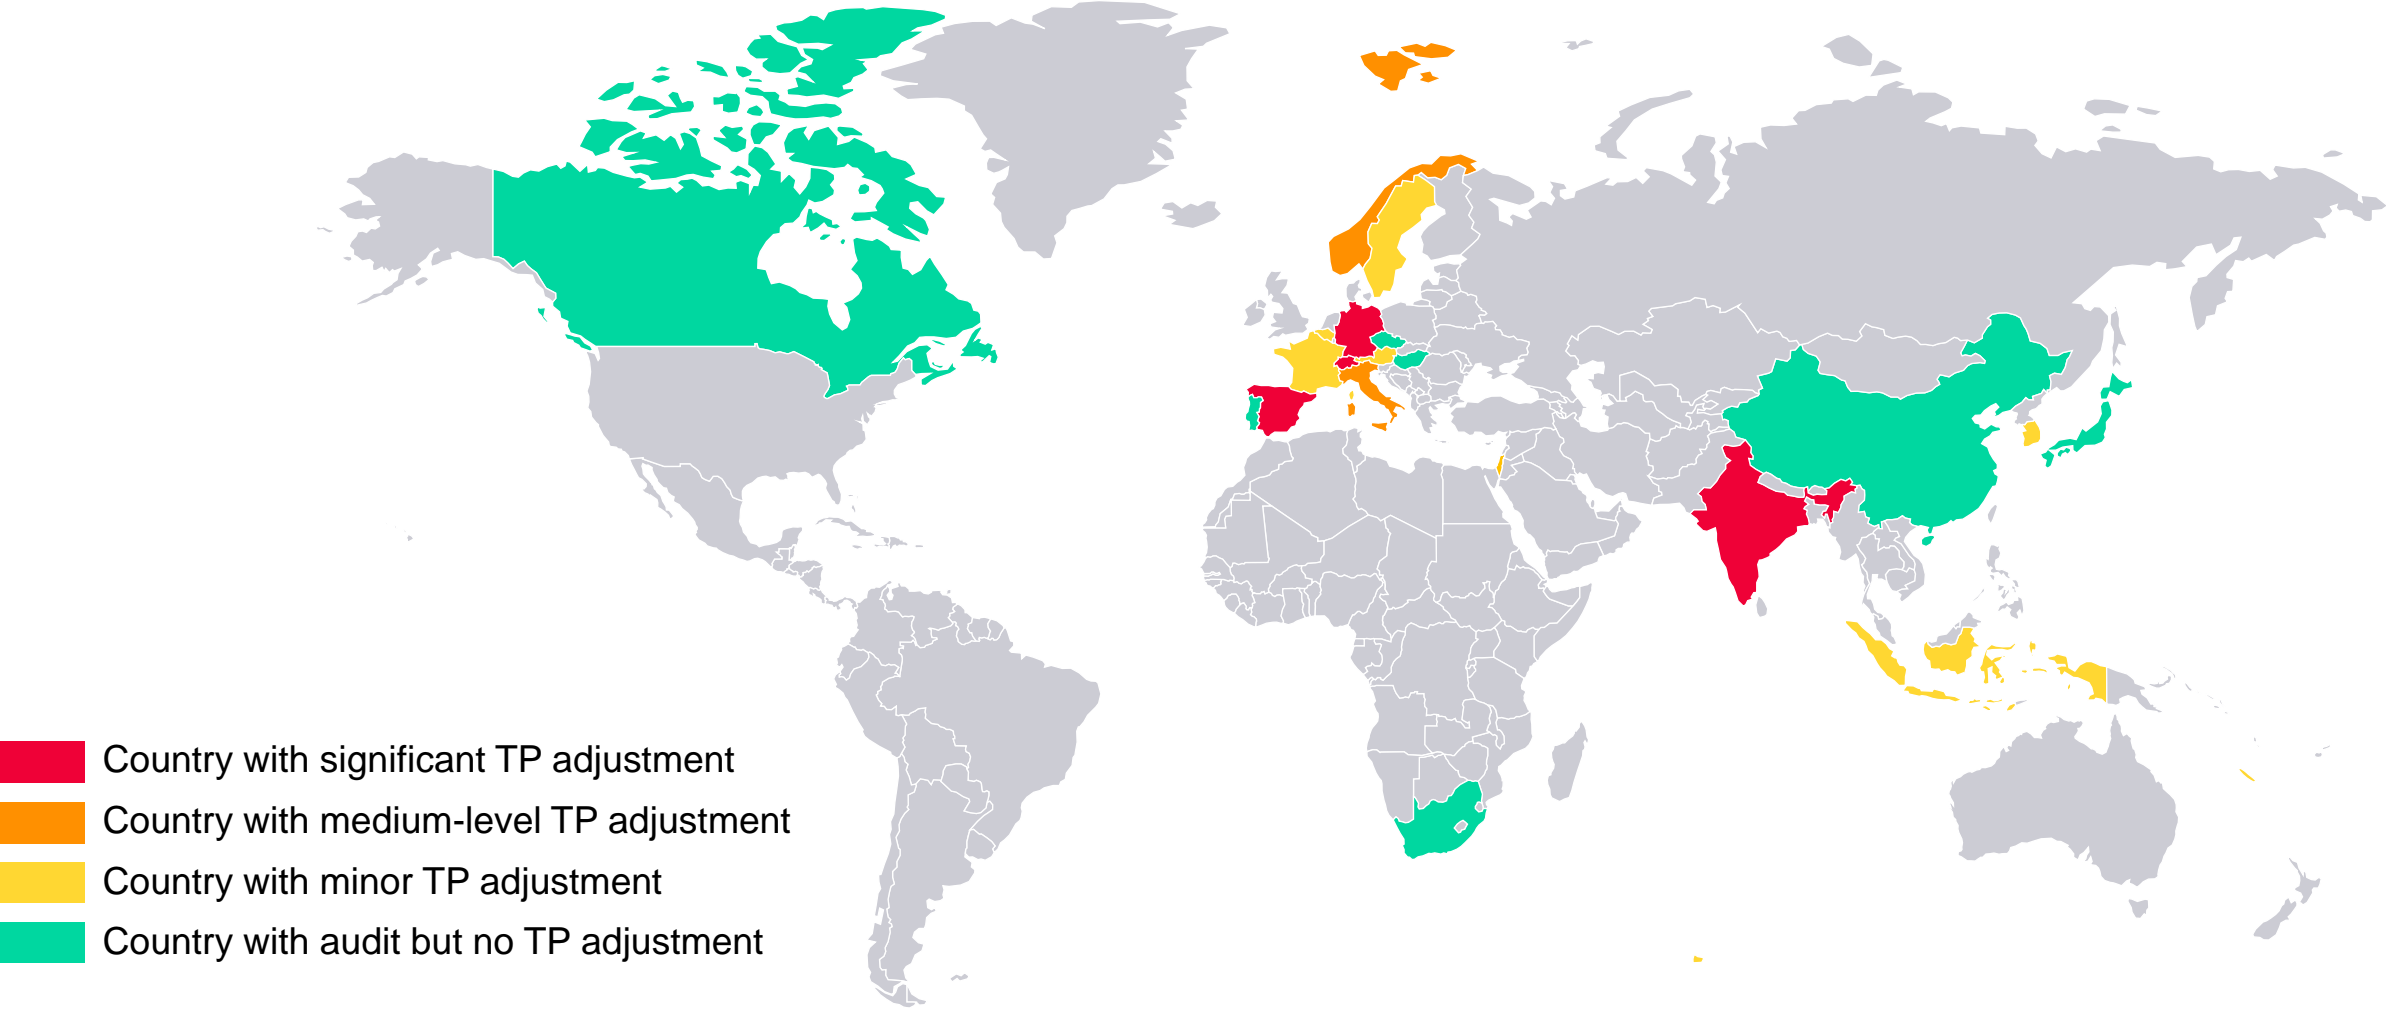 Country with significant TP adjustment
Country with medium-level TP adjustment
Country with minor TP adjustment
Country with audit but no TP adjustment